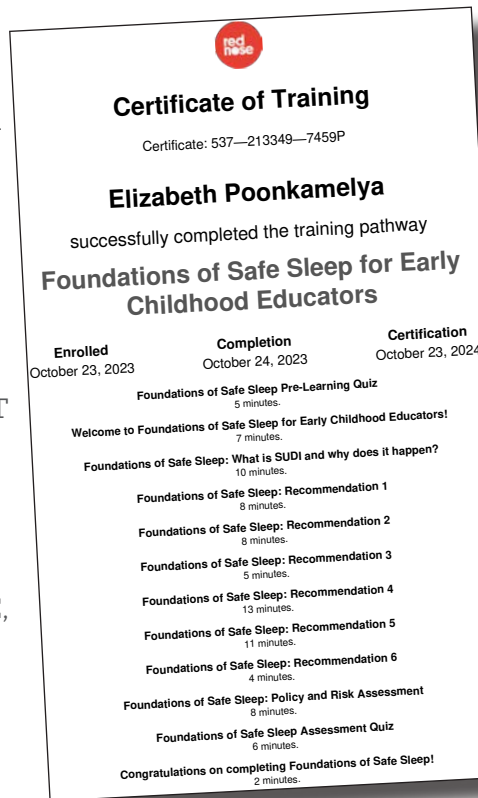 red
nose
Certificate of Training
Certificate: 537—213349—7459P
Elizabeth Poonkamelya
successfully completed the training pathway
Foundations of Safe Sleep for Early
Childhood Educators
Enrolled
October 23, 2023
Completion
October 24, 2023
Certification
October 23, 2024
Foundations of Safe Sleep Pre-Learning Quiz
5 minutes.
Welcome to Foundations of Safe Sleep for Early Childhood Educators!
7 minutes.
Foundations of Safe Sleep: What is SUDI and why does it happen?
10 minutes.
Foundations of Safe Sleep: Recommendation 1
8 minutes.
Foundations of Safe Sleep: Recommendation 2
8 minutes.
Foundations of Safe Sleep: Recommendation 3
5 minutes.
Foundations of Safe Sleep: Recommendation 4
13 minutes.
Foundations of Safe Sleep: Recommendation 5
11 minutes.
Foundations of Safe Sleep: Recommendation 6
4 minutes.
Foundations of Safe Sleep: Policy and Risk Assessment
8 minutes.
Foundations of Safe Sleep Assessment Quiz
6 minutes.
Congratulations on completing Foundations of Safe Sleep!
2 minutes.